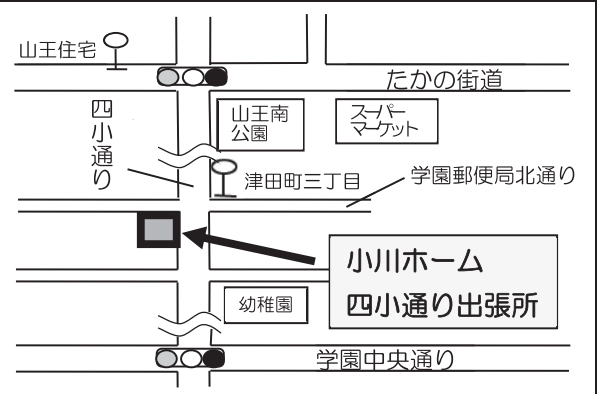 山王住宅
たかの街道
四小通り
山王南
公園
スーパー
マーケット
津田町三丁目
学園郵便局北通り
小川ホーム
四小通り出張所
幼稚園
学園中央通り